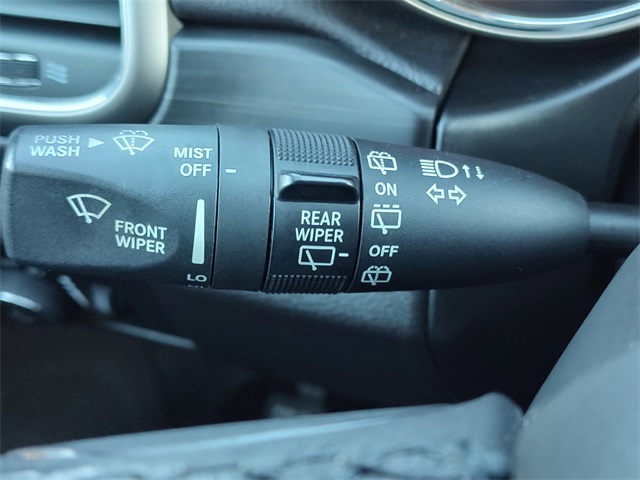 PUSH
WASH
MIST
OFF
FRONT
WIPER
LO
REAR
WIPER
ON
OFF